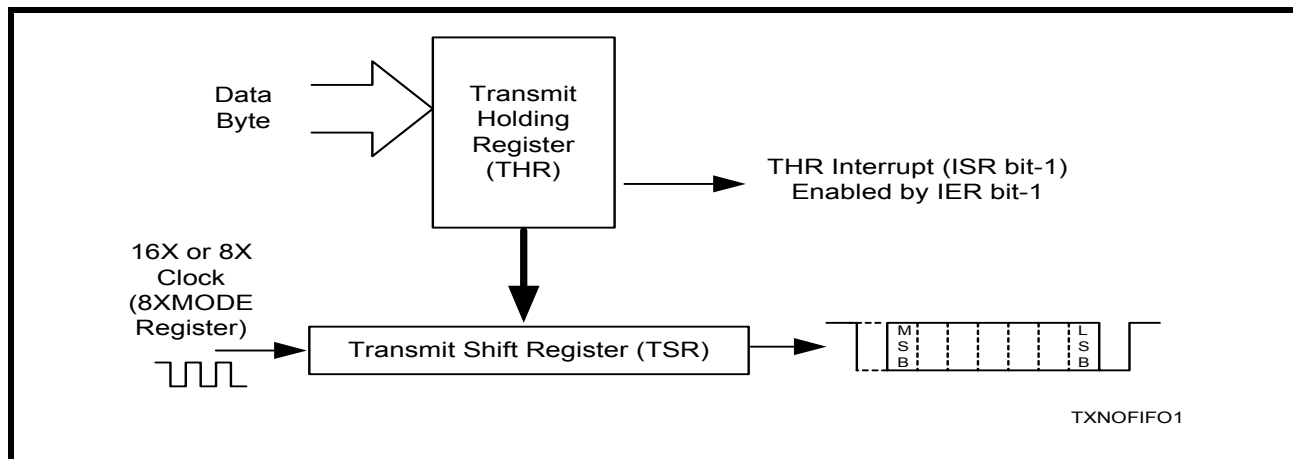 Data
Byte
Transmit
Holding
Register
(THR)
THR Interrupt (ISR bit-1)
Enabled by IER bit-1
16X or 8X
Clock
(8XMODE
Register)
Transmit Shift Register (TSR)
M
S
B
L
S
B
TXNOFIFO1